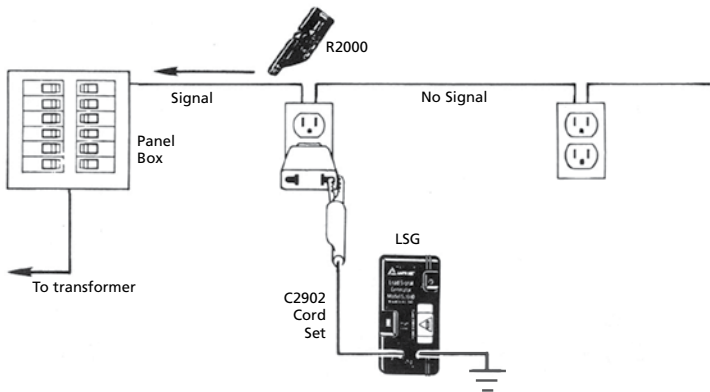 R2000
Signal
No Signal
Panel
Box
LSG
To transformer
C2902
Cord
Set